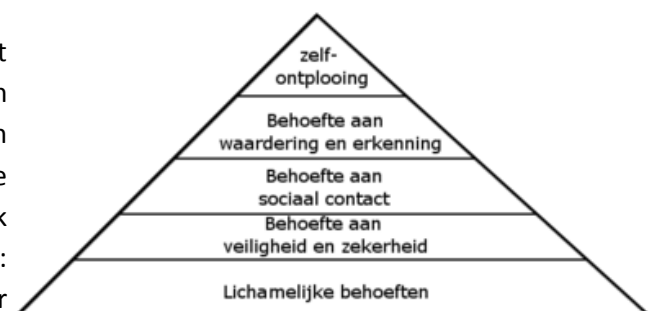 zelf-
ontplooing
Behoefte aan
waardering en erkenning
Behoefte aan
sociaal contact
Behoefte aan
veiligheid en zekerheid
Lichamelijke behoeften